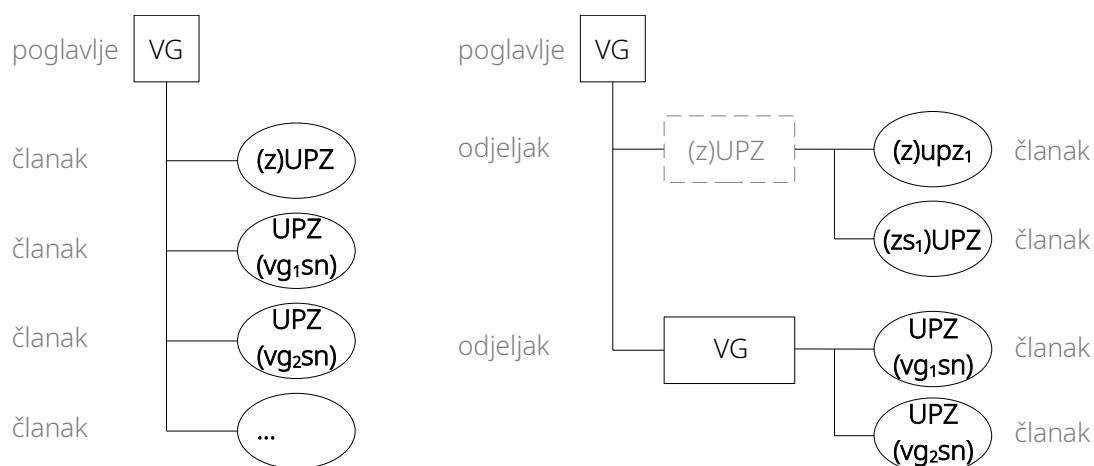 poglavlje VG
članak (z)UPZ
članak UPZ
(vg₁sn)
članak UPZ
(vg₂sn)
članak ...
poglavlje VG
odjeljak (z)UPZ (z)upz₁ članak
(zs₁)UPZ članak
odjeljak VG UPZ
(vg₁sn) članak
UPZ
(vg₂sn) članak